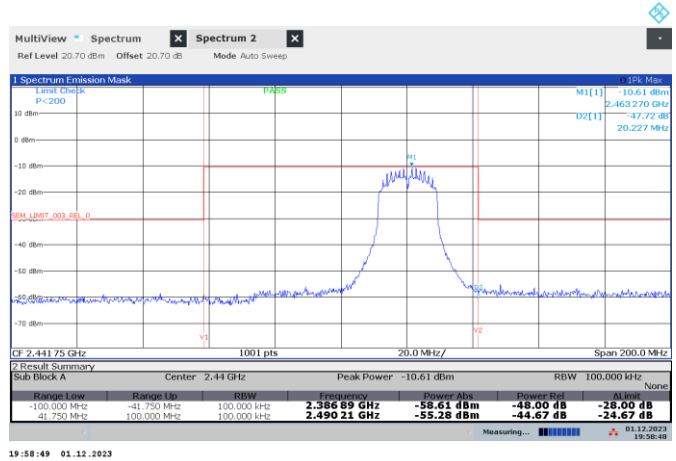 MultiView Spectrum X Spectrum 2 X
Ref Level 20.70 dBm Offset 20.70 dB Mode Auto Sweep
1 Spectrum Emission Mask 1Pk Max
Limit Check PASS M1[1] -10.61 dBm
P<200 2.463270 GHz
D2[1] -47.72 dB
20.227 MHz
10 dBm
0 dBm
M1
-10 dBm
-20 dBm
SEM_LIMIT_003_REL_0
-30 dBm
-40 dBm
-50 dBm
D2
-60 dBm
-70 dBm
V1 V2
CF 2.44175 GHz 1001 pts 20.0 MHz/ Span 200.0 MHz
2 Result Summary
Sub Block A Center 2.44 GHz Peak Power -10.61 dBm RBW 100.000 kHz
None
Range Low Range Up RBW Frequency Power Abs Power Rel ΔLimit
-100.000 MHz -41.750 MHz 100.000 kHz 2.386 89 GHz -58.61 dBm -48.00 dB -28.00 dB
41.750 MHz 100.000 MHz 100.000 kHz 2.490 21 GHz -55.28 dBm -44.67 dB -24.67 dB
Measuring... 01.12.2023
19:58:48
19:58:49 01.12.2023